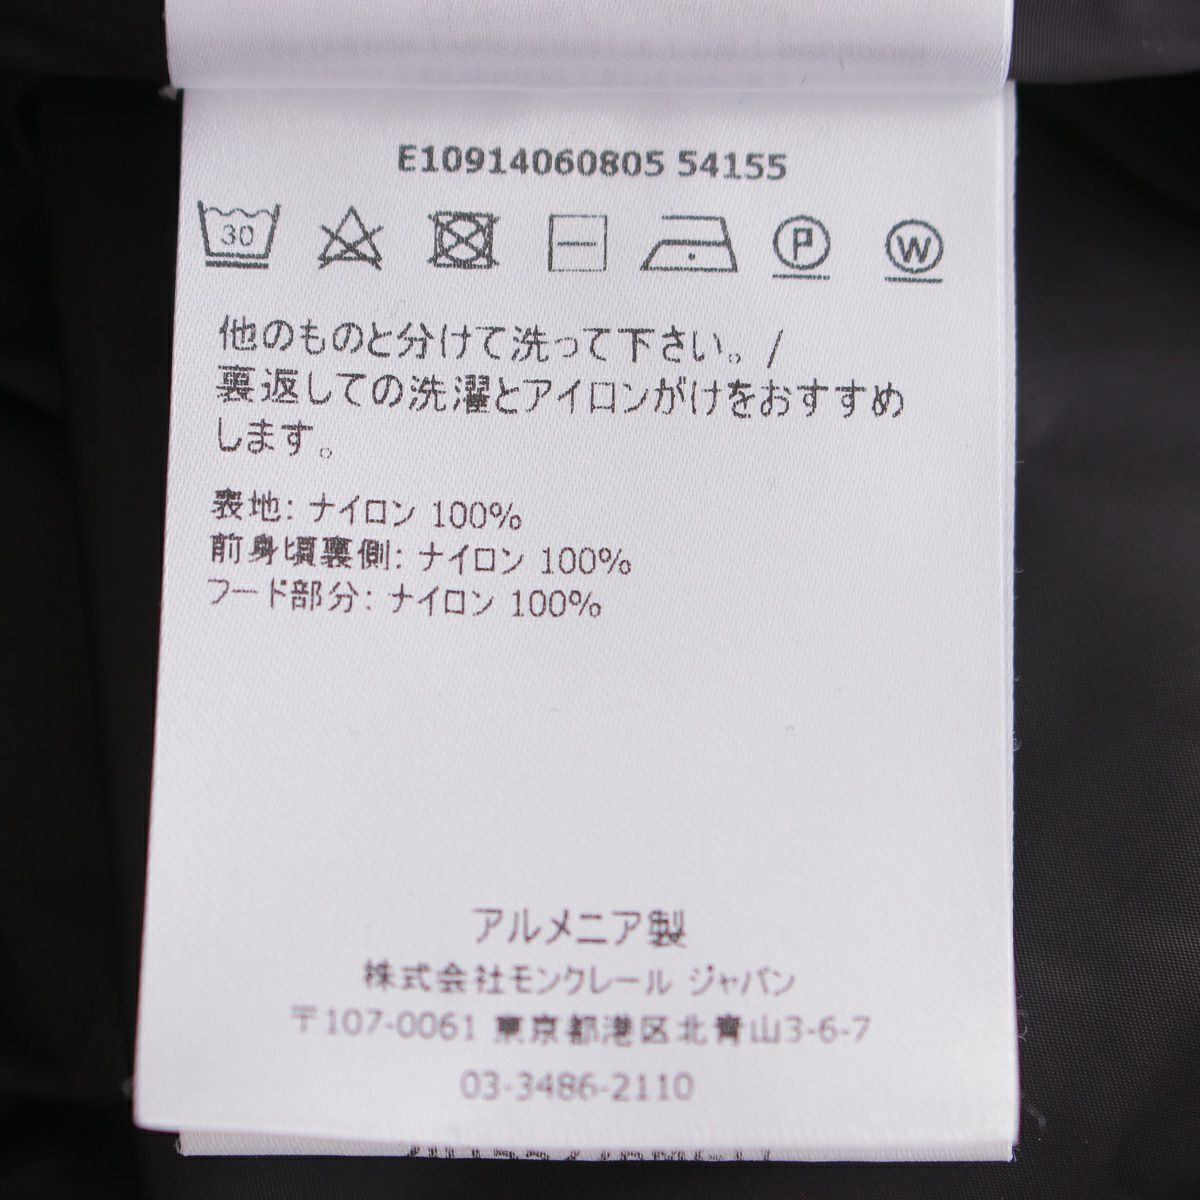 E10914060805 54155
30
P
W
他のものと分けて洗って下さい。/
裏返しての洗濯とアイロンがけをおすすめ
します。
表地: ナイロン 100%
前身頃裏側: ナイロン 100%
フード部分: ナイロン 100%
アルメニア製
株式会社モンクレール ジャパン
〒107-0061 東京都港区北青山3-6-7
03-3486-2110